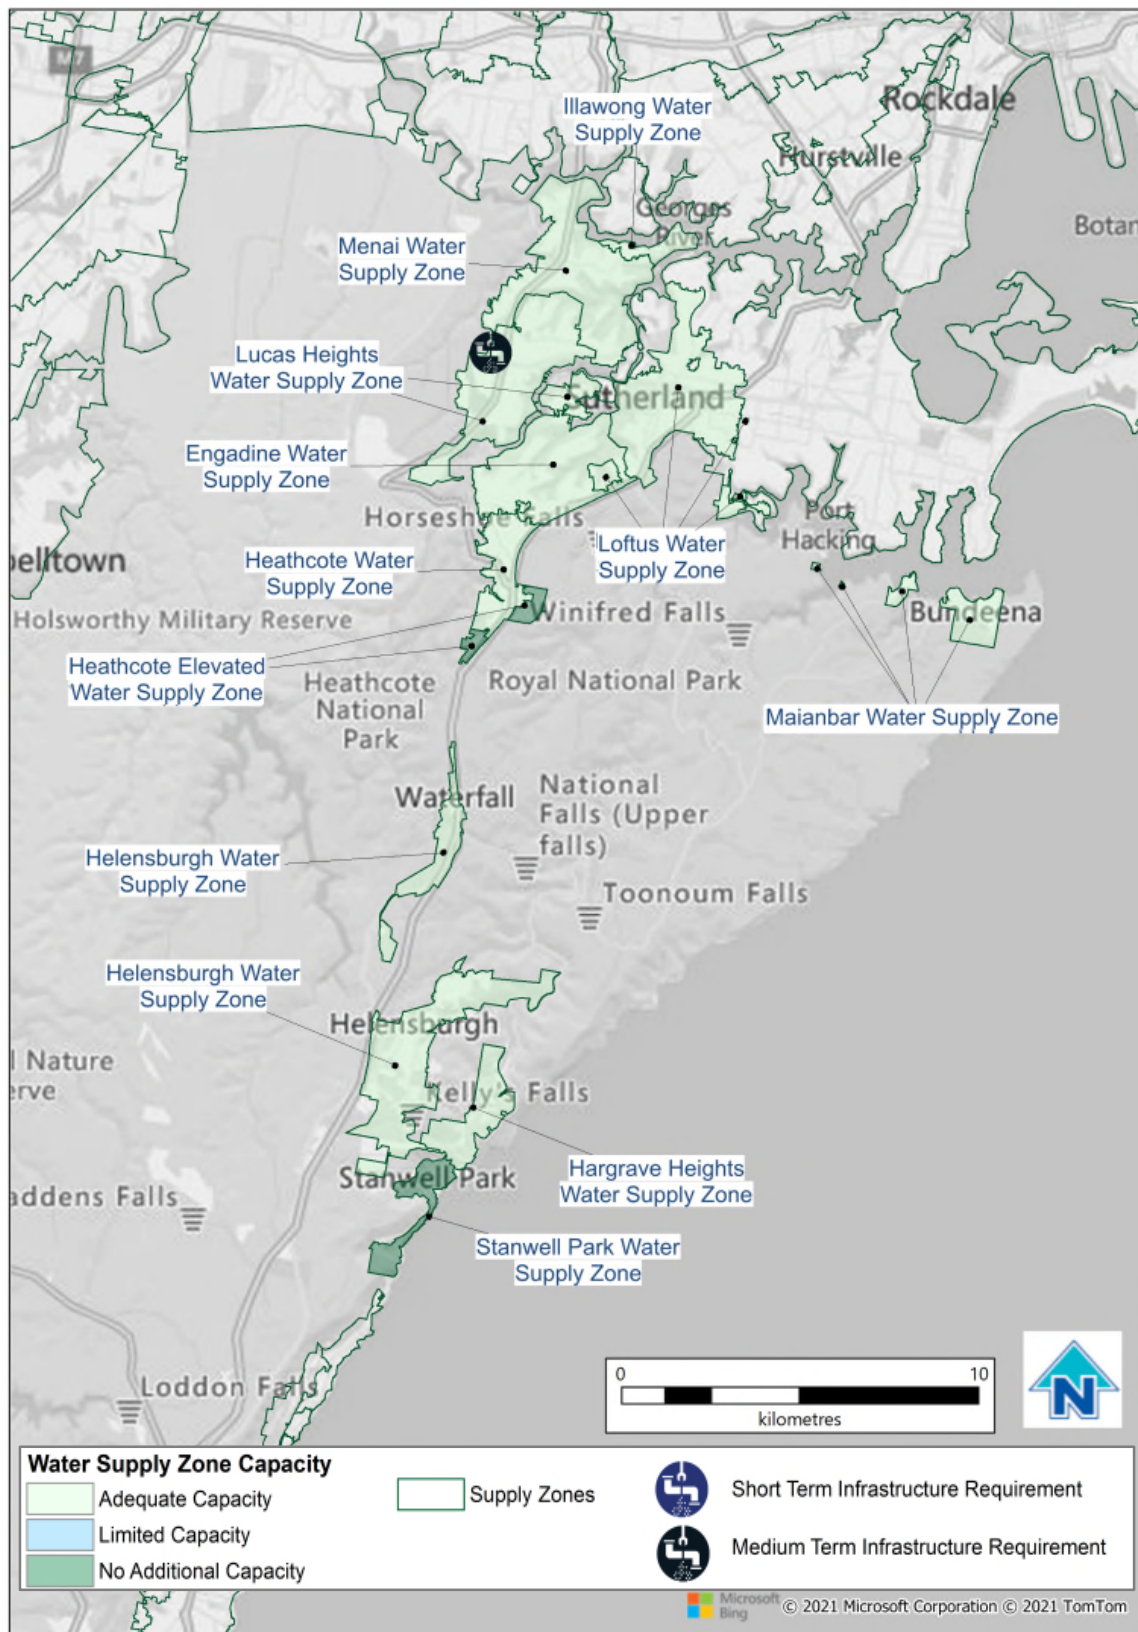 M7
Illawong Water
Supply Zone
Rockdale
Hurstville
Georges
River
Botan
Menai Water
Supply Zone
Lucas Heights
Water Supply Zone
Sutherland
Engadine Water
Supply Zone
Horseshoe Falls
Port
Hacking
Loftus Water
Supply Zone
belltown
Heathcote Water
Supply Zone
Holsworthy Military Reserve
Winifred Falls
Bundeena
Heathcote Elevated
Water Supply Zone
Heathcote
National
Park
Royal National Park
Maianbar Water Supply Zone
Waterfall
National
Falls (Upper
falls)
Helensburgh Water
Supply Zone
Toonoum Falls
Helensburgh Water
Supply Zone
Helensburgh
l Nature
erve
Kelly's Falls
Hargrave Heights
Water Supply Zone
Stanwell Park
addens Falls
Stanwell Park Water
Supply Zone
0 10
kilometres
N
Loddon Falls
Water Supply Zone Capacity
Adequate Capacity
Limited Capacity
No Additional Capacity
Supply Zones
Short Term Infrastructure Requirement
Medium Term Infrastructure Requirement
Microsoft
Bing
© 2021 Microsoft Corporation © 2021 TomTom